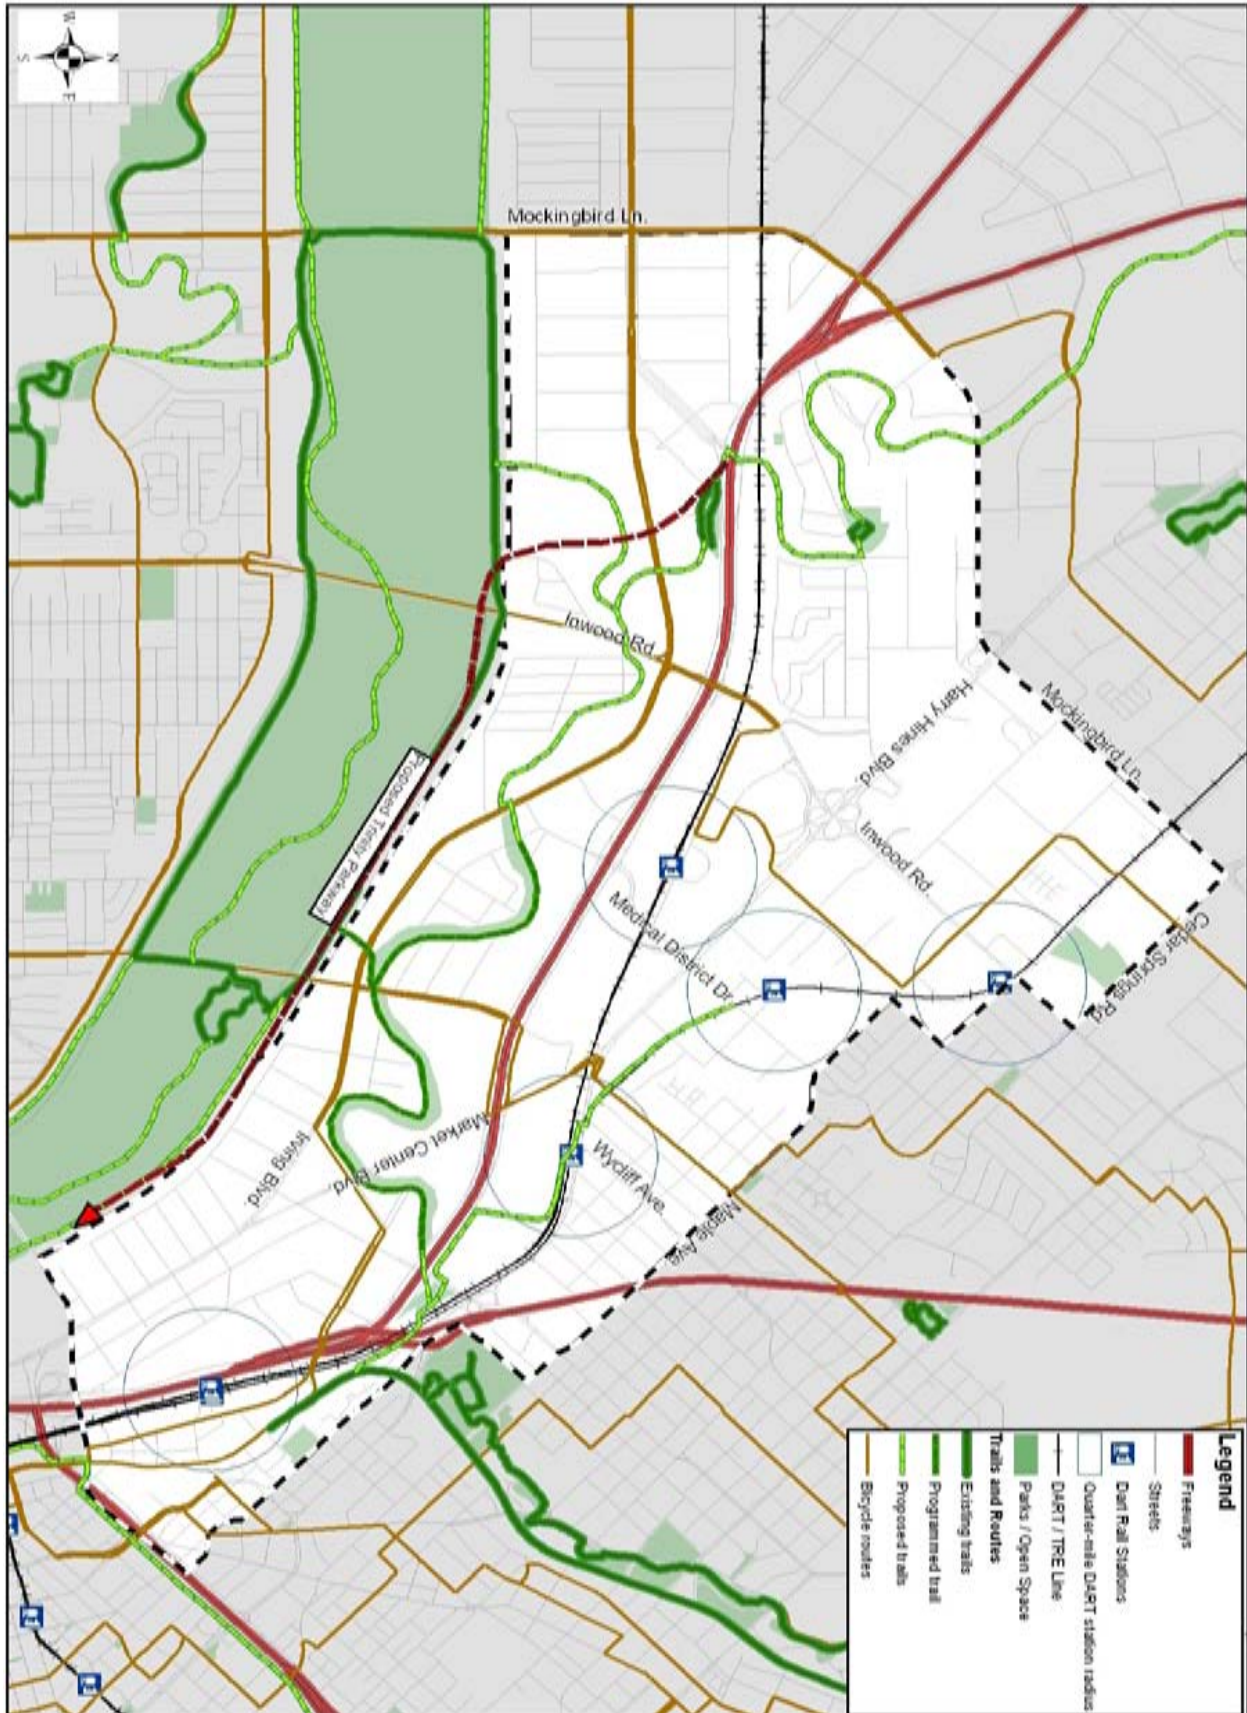 W
N
S
E
Mockingbird Ln.
Inwood Rd.
Harry Hines Blvd.
Mockingbird Ln.
Inwood Rd.
Cedar Springs Rd.
Medical District Dr.
Proposed Trinity Parkway
Market Center Blvd.
Irving Blvd.
Wycliff Ave.
Maple Ave.
Legend
Freeways
Streets
Dart Rail Stations
Quarter-mile DART station radius
DART / TRE Line
Parks / Open Space
Trails and Routes
Existing trails
Programmed trail
Proposed trails
Bicycle routes